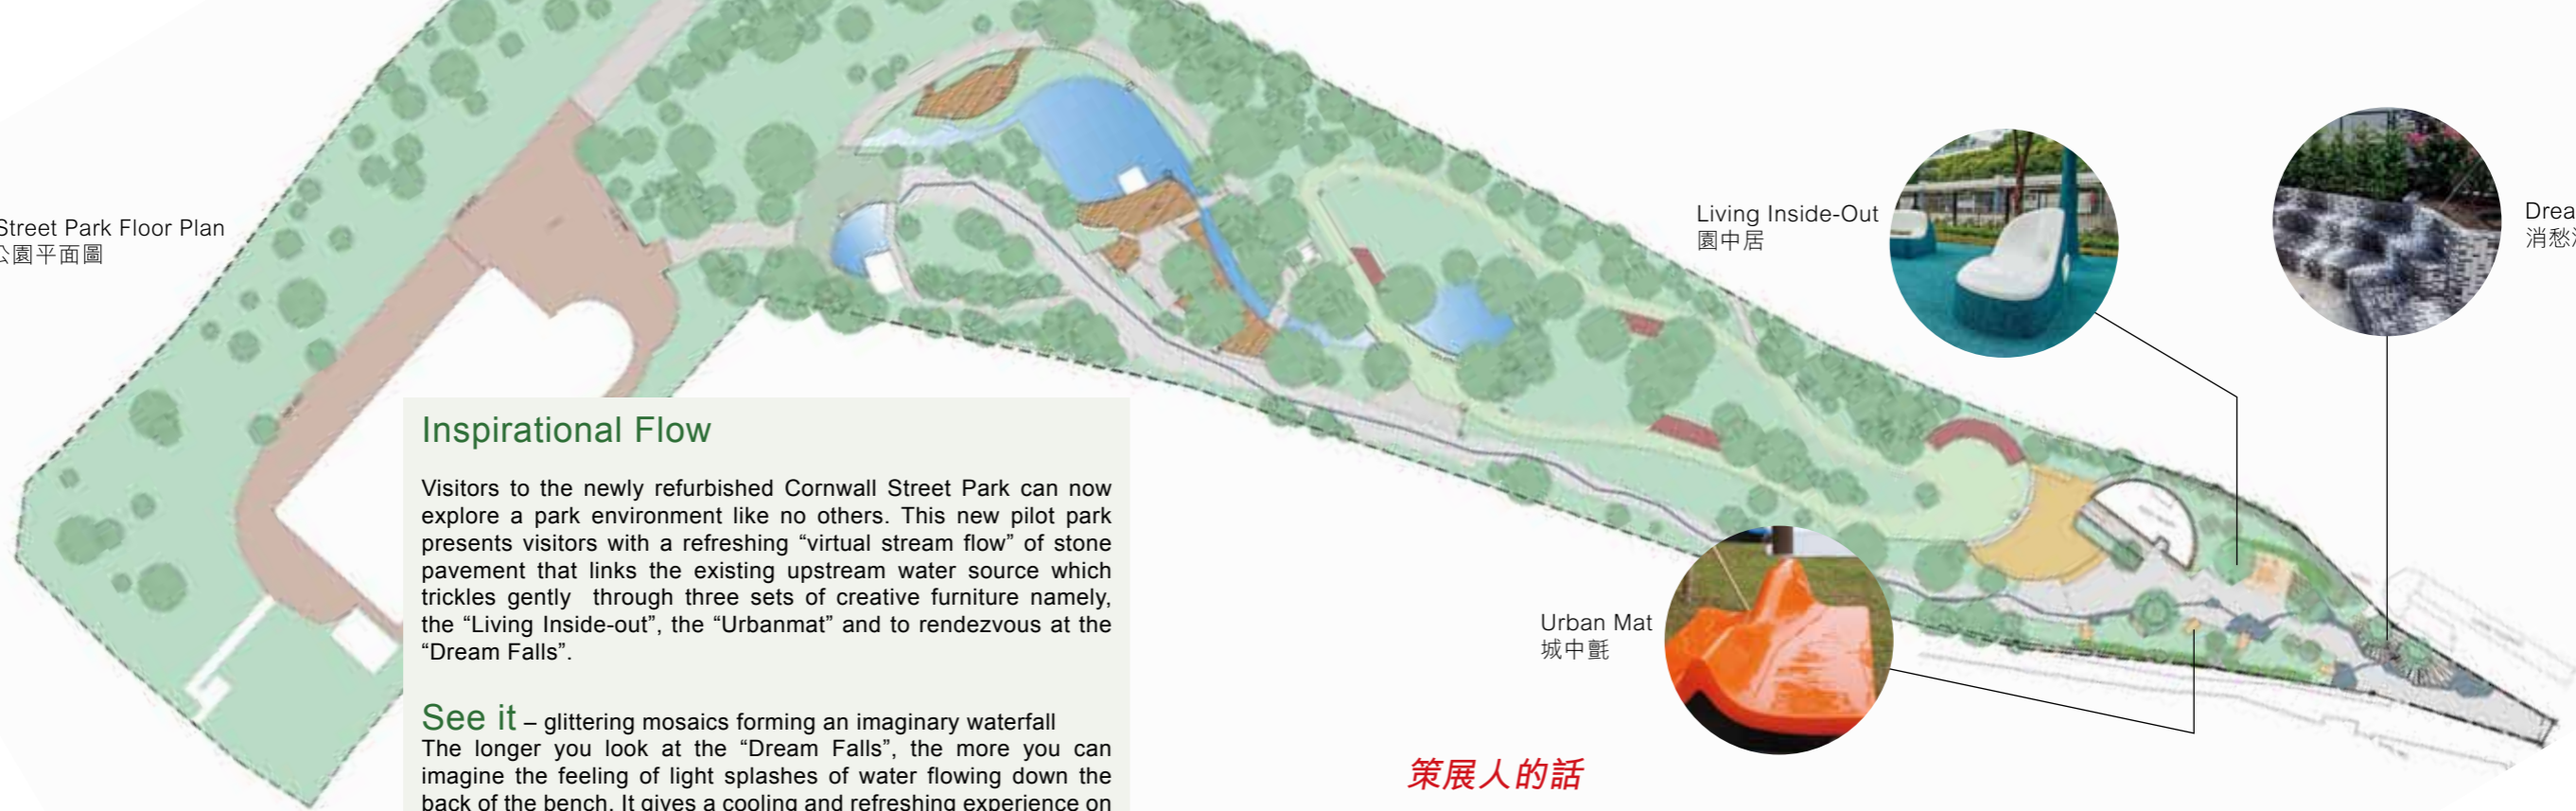 Street Park Floor Plan
公園平面圖
Living Inside-Out
園中居
Drea
消愁
Inspirational Flow
Visitors to the newly refurbished Cornwall Street Park can now
explore a park environment like no others. This new pilot park
presents visitors with a refreshing “virtual stream flow” of stone
pavement that links the existing upstream water source which
trickles gently through three sets of creative furniture namely,
the “Living Inside-out”, the “Urbanmat” and to rendezvous at the
“Dream Falls”.
See it – glittering mosaics forming an imaginary waterfall
The longer you look at the “Dream Falls”, the more you can
imagine the feeling of light splashes of water flowing down the
back of the bench. It gives a cooling and refreshing experience on
Urban Mat
城中氈
策展人的話